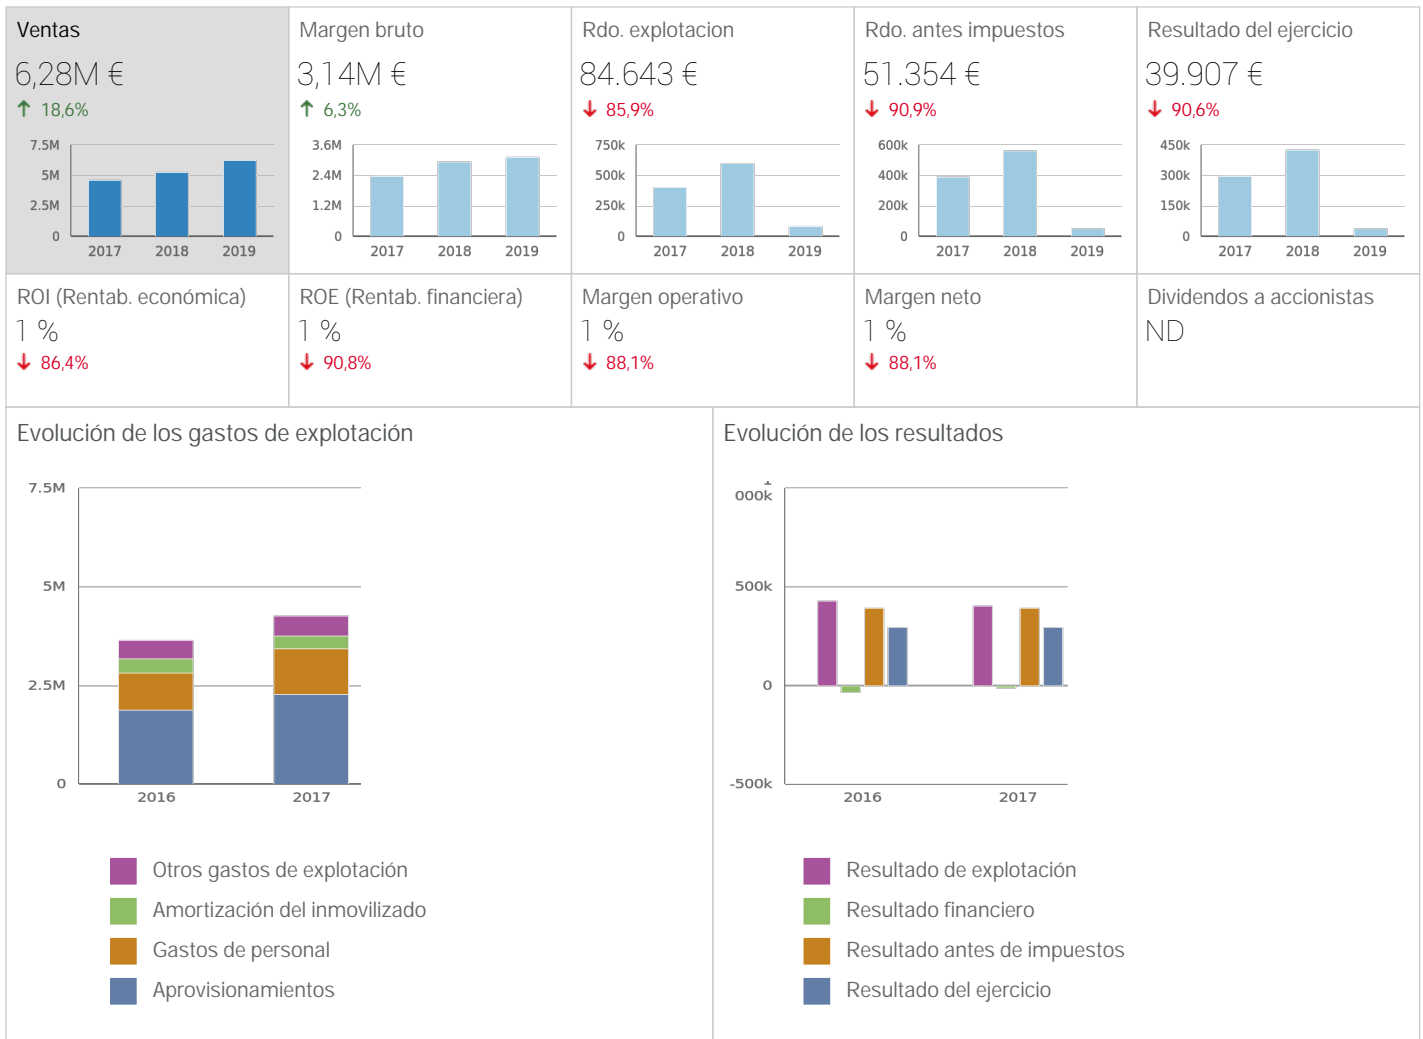 Ventas
6,28M €
18,6%
7.5M
5M
2.5M
0
2017 2018 2019
Margen bruto
3,14M €
6,3%
3.6M
2.4M
1.2M
0
2017 2018 2019
Rdo. explotacion
84.643 €
85,9%
750k
500k
250k
0
2017 2018 2019
Rdo. antes impuestos
51.354 €
90,9%
600k
400k
200k
0
2017 2018 2019
Resultado del ejercicio
39.907 €
90,6%
450k
300k
150k
0
2017 2018 2019
ROI (Rentab. económica)
1 %
86,4%
ROE (Rentab. financiera)
1 %
90,8%
Margen operativo
1 %
88,1%
Margen neto
1 %
88,1%
Dividendos a accionistas
ND
Evolución de los gastos de explotación
7.5M
5M
2.5M
0
2016 2017
Otros gastos de explotación
Amortización del inmovilizado
Gastos de personal
Aprovisionamientos
Evolución de los resultados
000k
500k
0
-500k
2016 2017
Resultado de explotación
Resultado financiero
Resultado antes de impuestos
Resultado del ejercicio